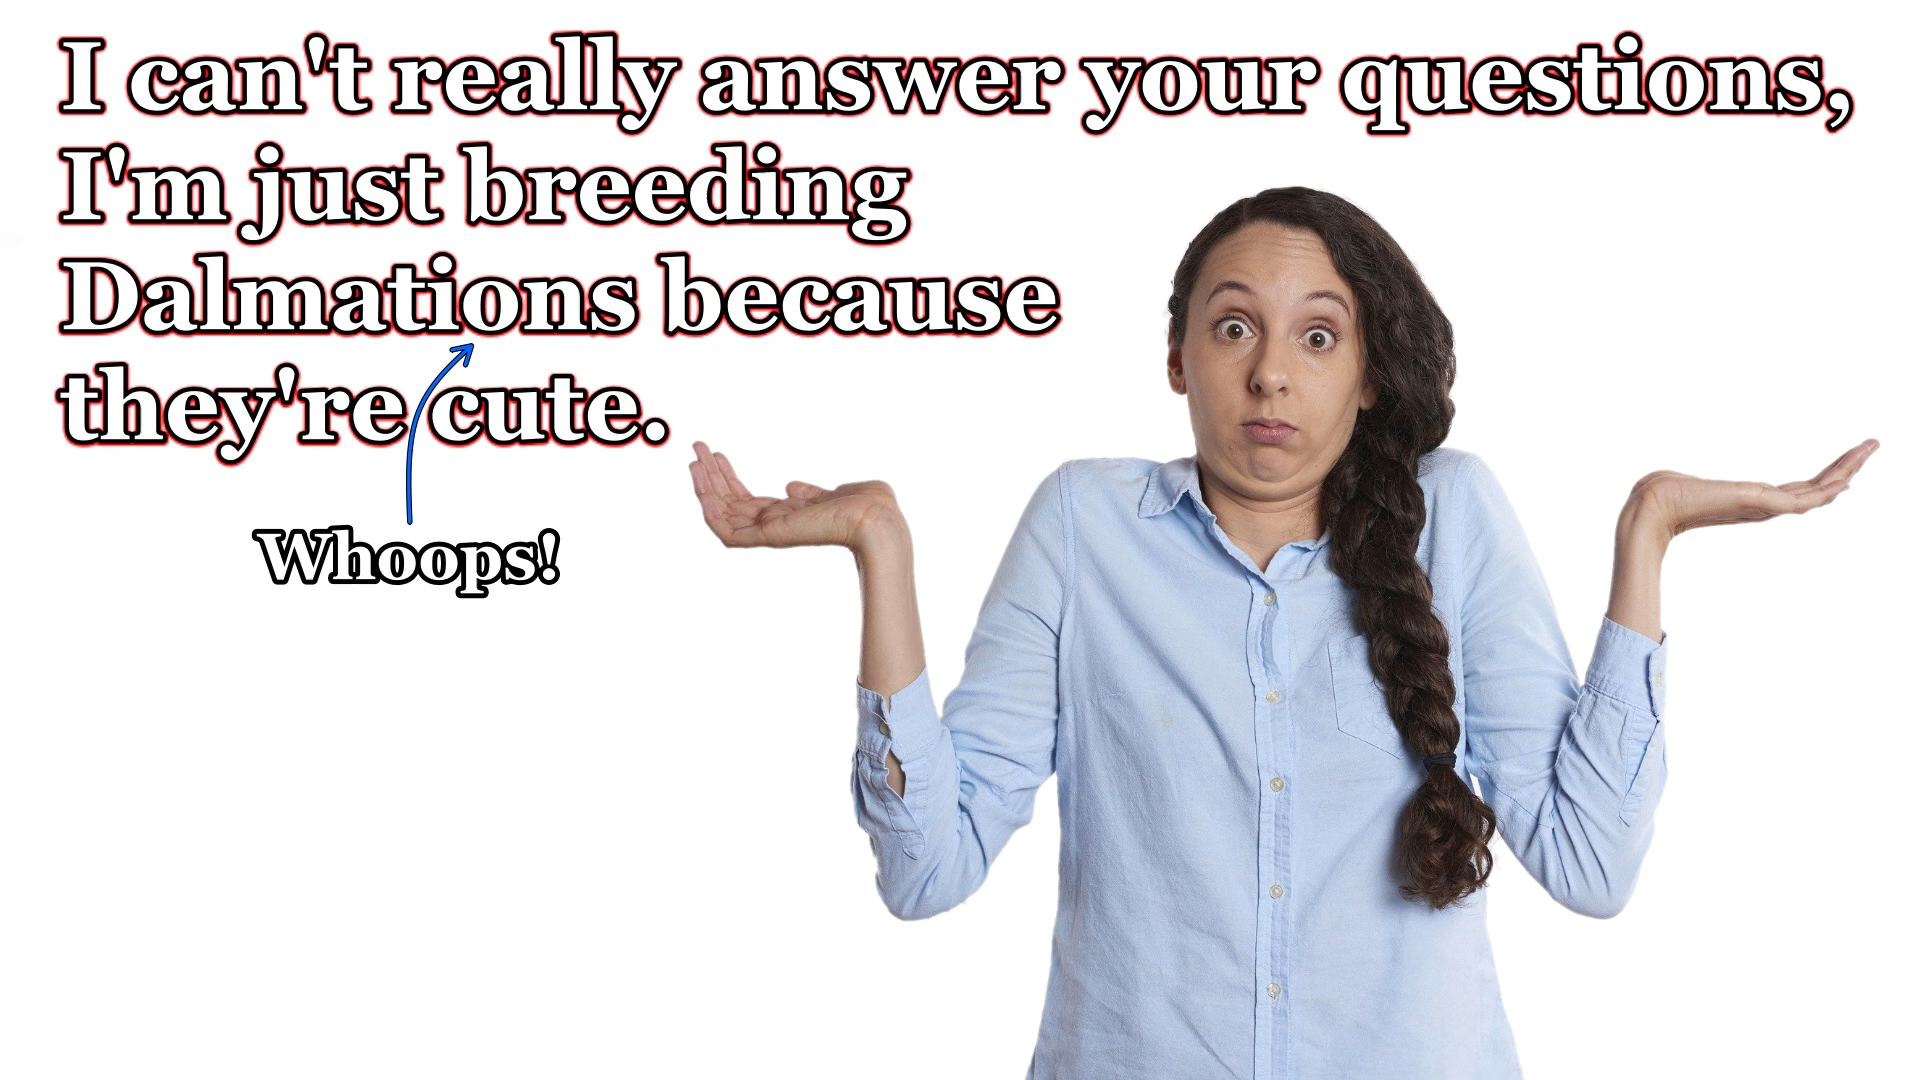 I can't really answer your questions,
I'm just breeding
Dalmations because
they're cute.
Whoops!